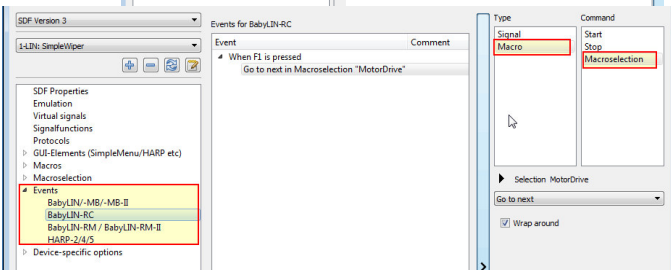 SDF Version 3
1-LIN: SimpleWiper
SDF Properties
Emulation
Virtual signals
Signalfunctions
Protocols
GUI-Elements (SimpleMenu/HARP etc)
Macros
Macroselection
Events
BabyLIN/-MB/-MB-II
BabyLIN-RC
BabyLIN-RM / BabyLIN-RM-II
HARP-2/4/5
Device-specific options
Events for BabyLIN-RC
Event Comment
When F1 is pressed
Go to next in Macroselection "MotorDrive"
Type Command
Signal Start
Macro Stop
Macroselection
Selection MotorDrive
Go to next
Wrap around